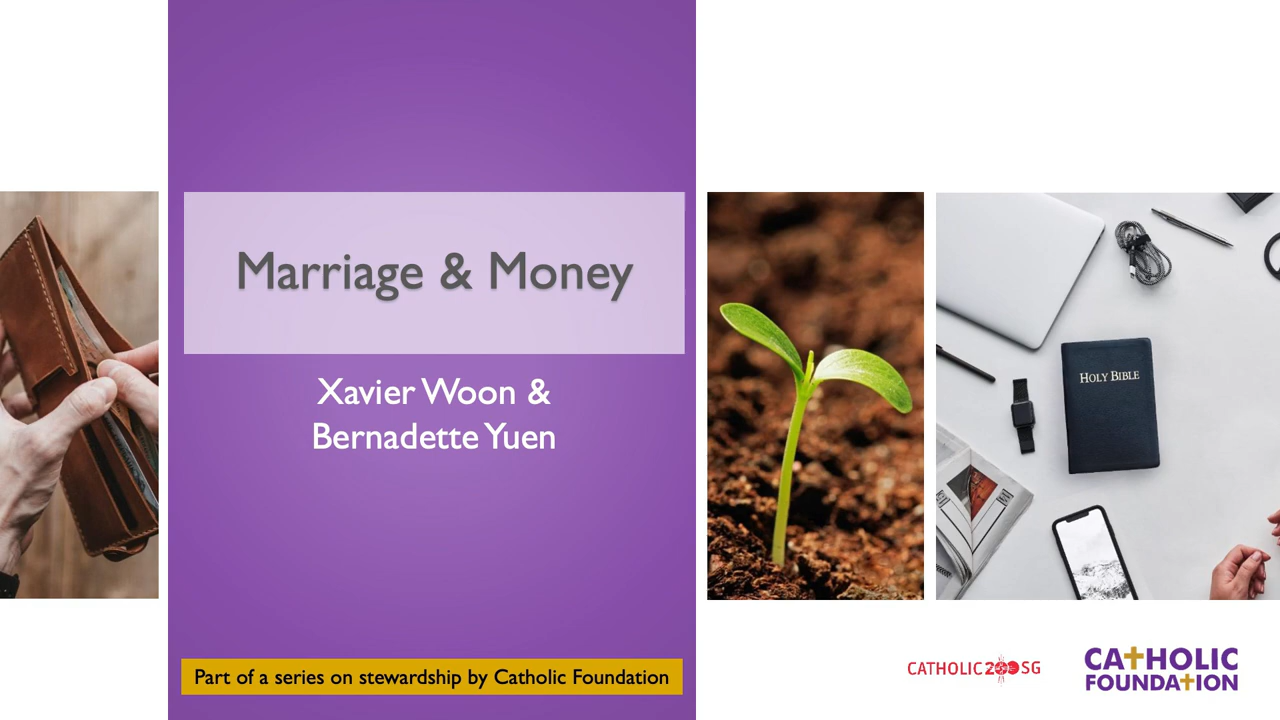 Marriage & Money
Xavier Woon &
Bernadette Yuen
Part of a series on stewardship by Catholic Foundation
HOLY BIBLE
CATHOLIC200SG
CATHOLIC
FOUNDATION